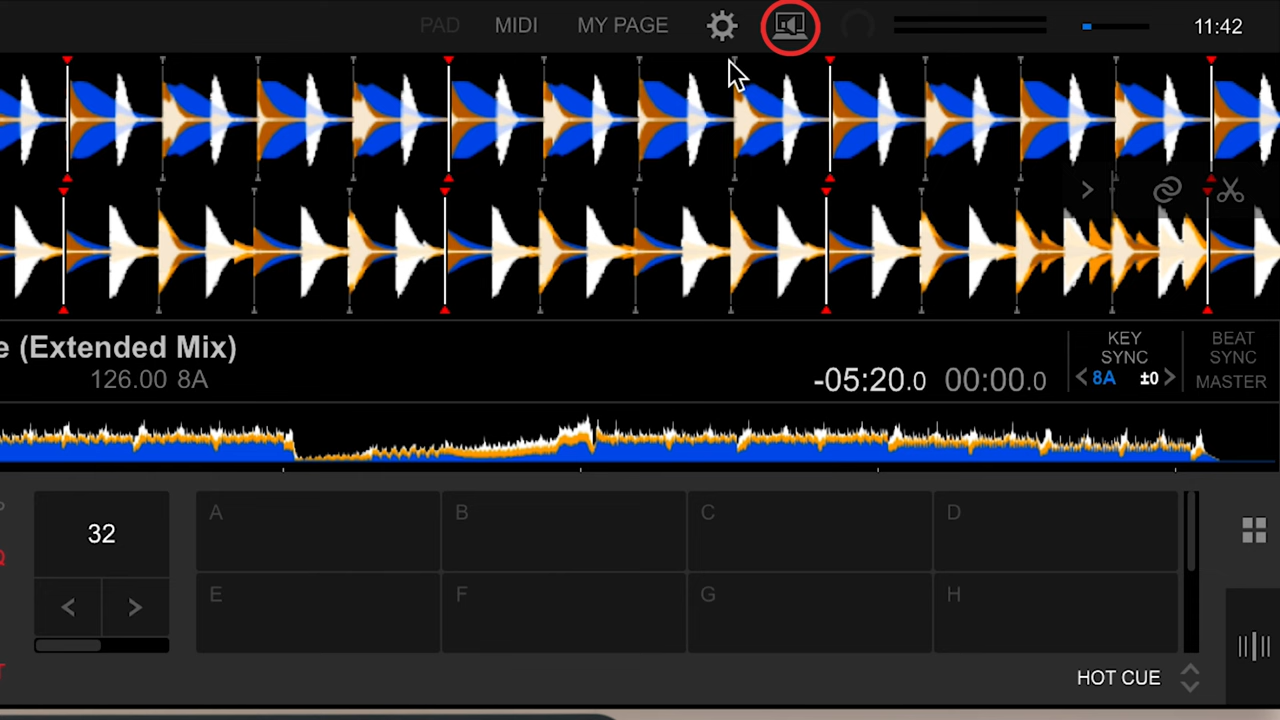 PAD MIDI MY PAGE 11:42
e (Extended Mix)
126.00 8A
-05:20.0 00:00.0
KEY SYNC
8A ±0
BEAT SYNC
MASTER
32
A B C D
E F G H
HOT CUE